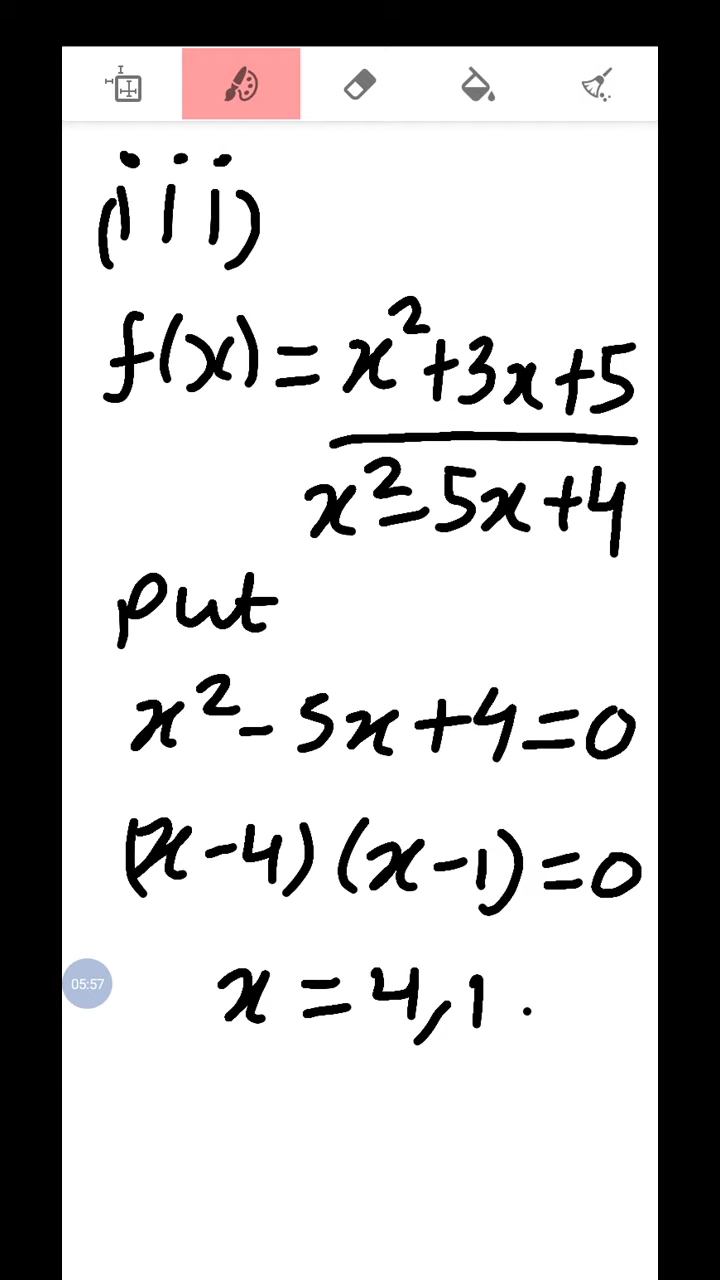 (iii)
f(x) = x²+3x+5
x²-5x+4
put
x²-5x+4=0
(x-4)(x-1)=0
05:57
x = 4,1.